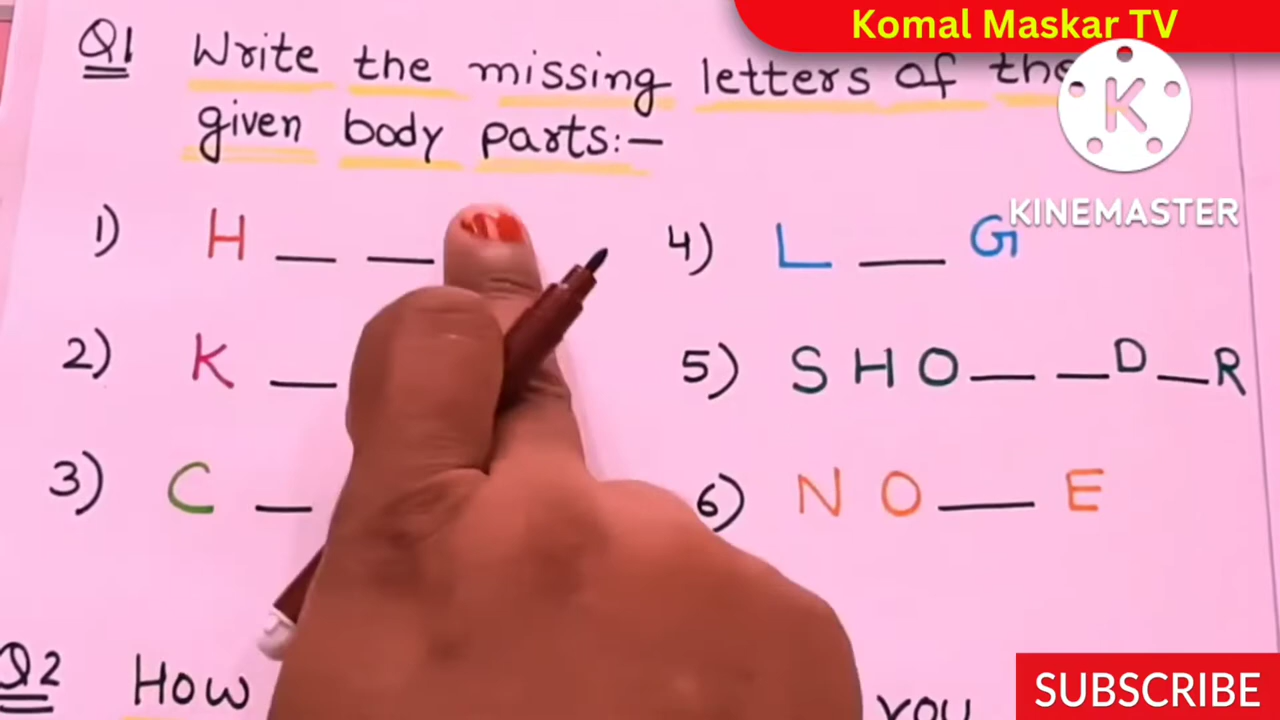 Komal Maskar TV
Q1 Write the missing letters of the
given body parts:-
KINEMASTER
1) H _ _
4) L _ G
2) K _
5) S H O _ _ D _ R
3) C _
6) N O _ E
Q2 How
you
SUBSCRIBE